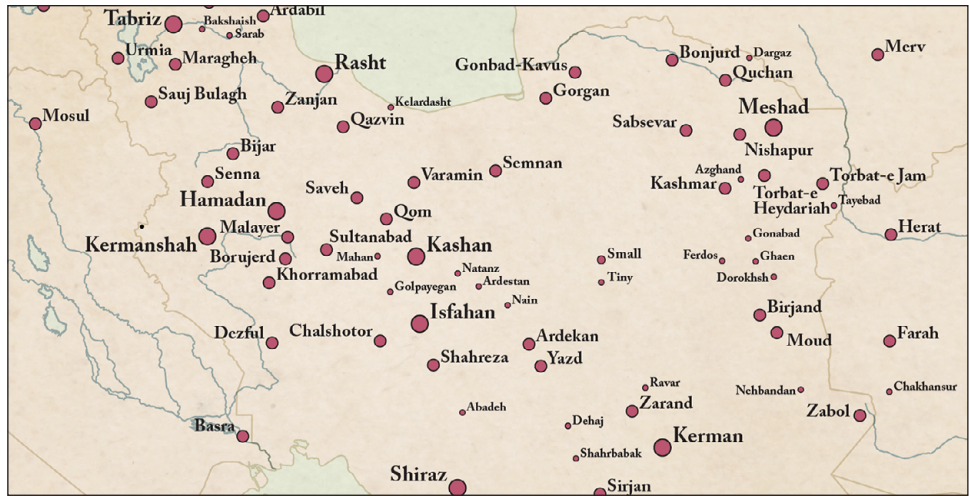 Ardabil
Tabriz
Bakshaish
Sarab
Urmia
Maragheh
Rasht
Gonbad-Kavus
Bonjurd
Dargaz
Merv
Quchan
Sauj Bulagh
Zanjan
Kelardasht
Gorgan
Meshad
Mosul
Qazvin
Sabsevar
Nishapur
Bijar
Senna
Varamin
Semnan
Azghand
Kashmar
Torbat-e Jam
Saveh
Torbat-e
Heydariah
Tayebad
Hamadan
Qom
Malayer
Sultanabad
Gonabad
Herat
Kermanshah
Kashan
Borujerd
Mahan
Small
Ferdos
Ghaen
Khorramabad
Natanz
Tiny
Dorokhsh
Golpayegan
Ardestan
Nain
Isfahan
Birjand
Dezful
Chalshotor
Ardekan
Moud
Farah
Shahreza
Yazd
Ravar
Nehbandan
Chakhansur
Abadeh
Zarand
Zabol
Dehaj
Basra
Kerman
Shahrbabak
Shiraz
Sirjan